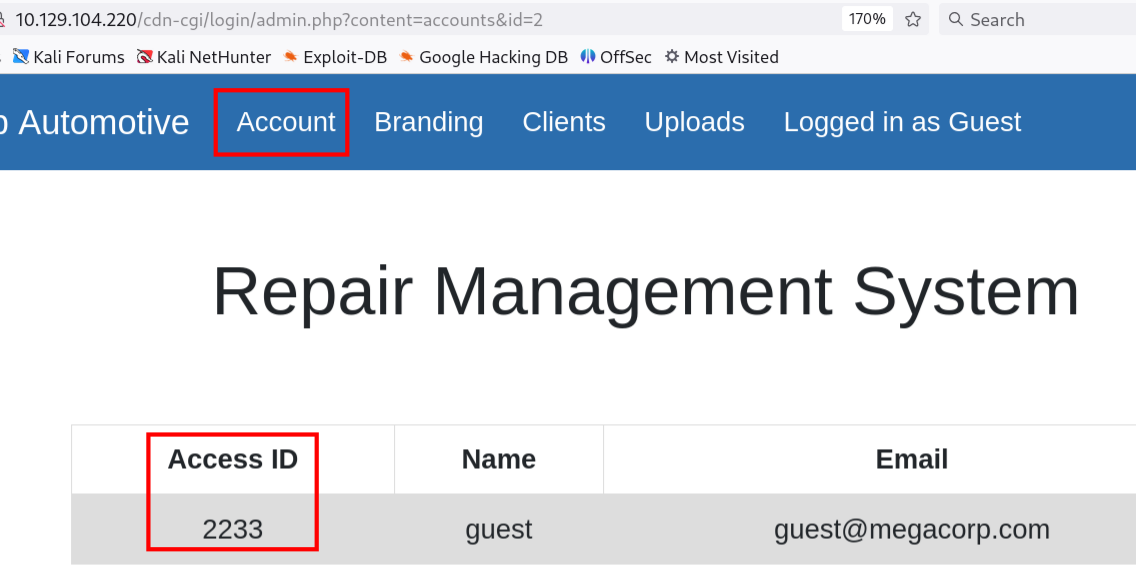 10.129.104.220/cdn-cgi/login/admin.php?content=accounts&id=2 170% Search
Kali Forums Kali NetHunter Exploit-DB Google Hacking DB OffSec Most Visited
Automotive Account Branding Clients Uploads Logged in as Guest
Repair Management System
Access ID Name Email
2233 guest guest@megacorp.com